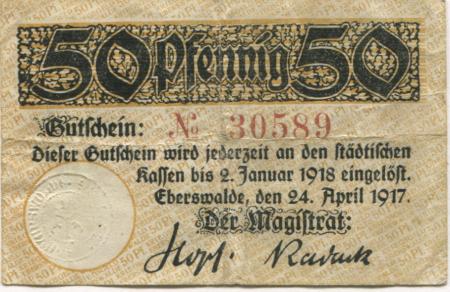 50 Pfennig 50
Gutschein: № 30589
Dieser Gutschein wird jederzeit an den städtischen
Kassen bis 2. Januar 1918 eingelöst.
Eberswalde, den 24. April 1917.
Der Magistrat:
Hopf